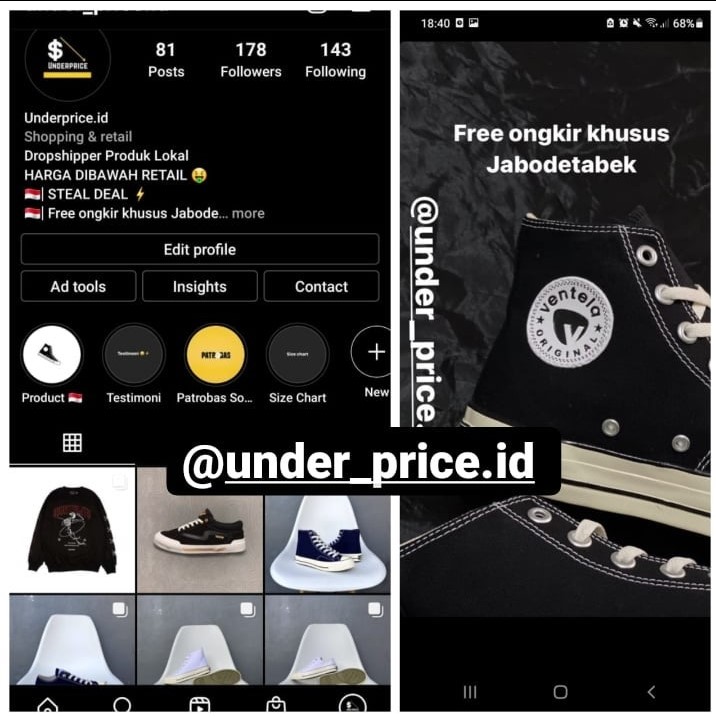 $
UNDERPRICE
81
Posts
178
Followers
143
Following
Underprice.id
Shopping & retail
Dropshipper Produk Lokal
HARGA DIBAWAH RETAIL 🤑
🇮🇩| STEAL DEAL ⚡
🇮🇩| Free ongkir khusus Jabode... more
Edit profile
Ad tools
Insights
Contact
Testimoni
PATROBAS
Size chart
Product 🇮🇩
Testimoni
Patrobas So...
Size Chart
New
@under_price.id
18:40
68%
Free ongkir khusus
Jabodetabek
@under_price.
ventela
ORIGINAL